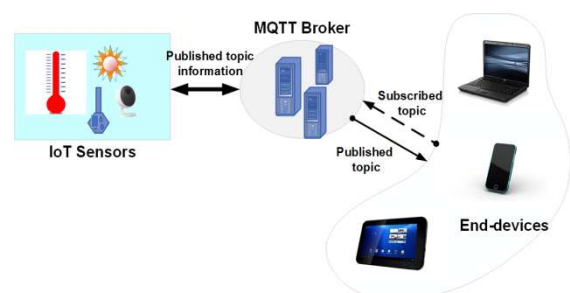 MQTT Broker
Published topic
information
Subscribed
topic
IoT Sensors
Published
topic
End-devices